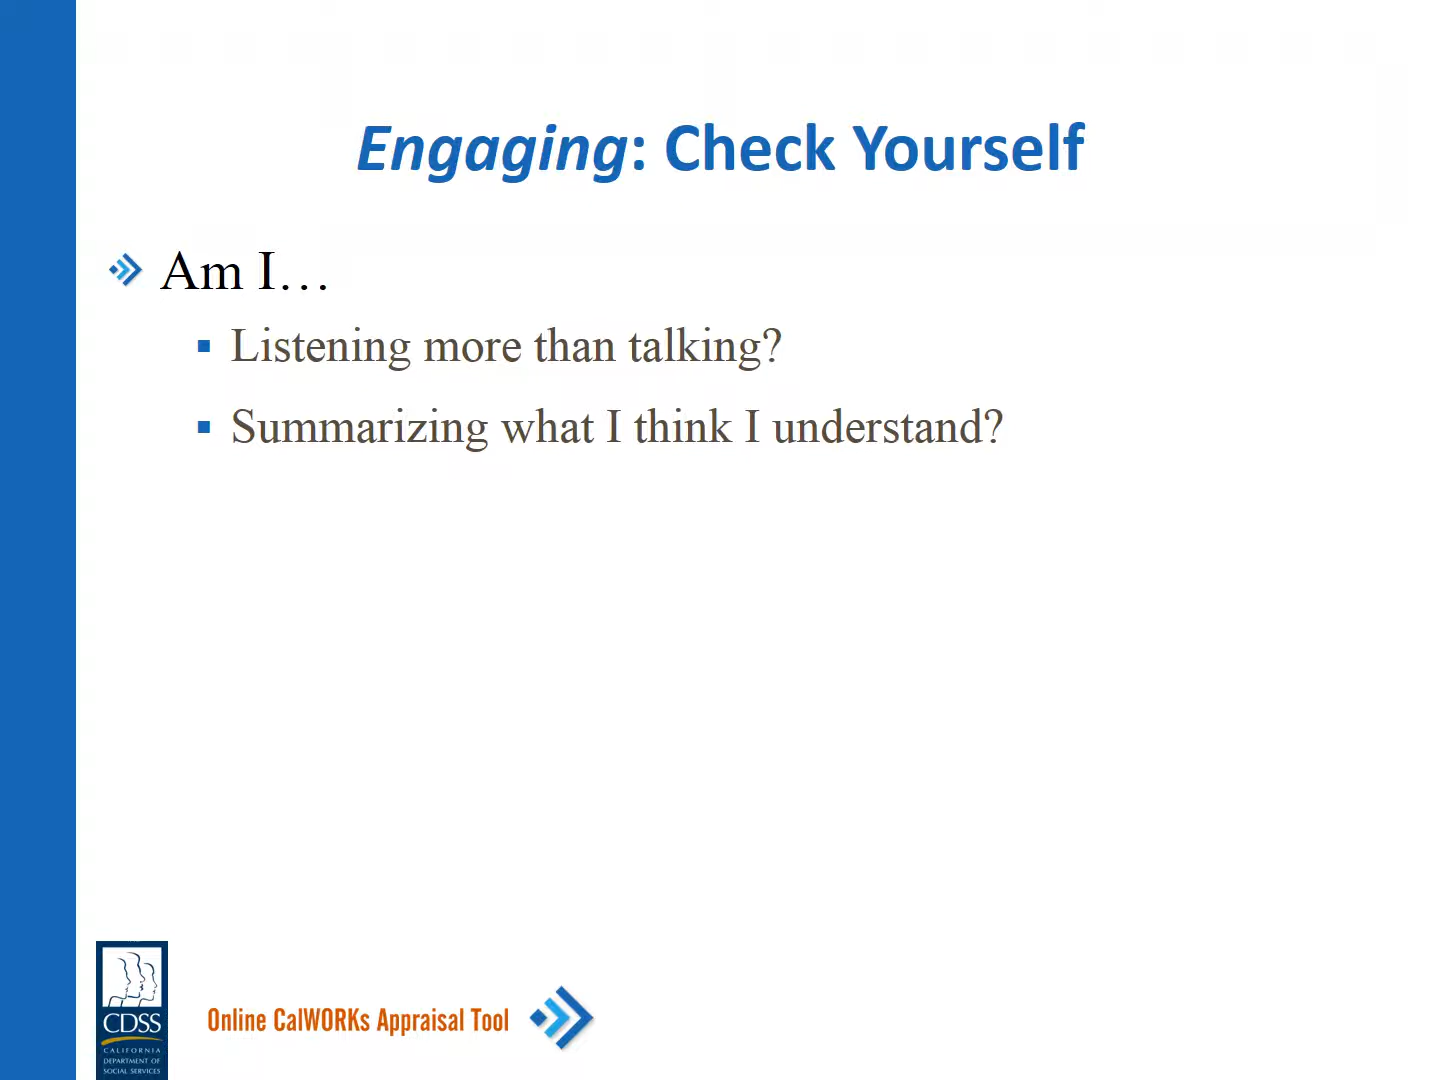 Engaging: Check Yourself
Am I…
Listening more than talking?
Summarizing what I think I understand?
CDSS
CALIFORNIA
DEPARTMENT OF
SOCIAL SERVICES
Online CalWORKs Appraisal Tool